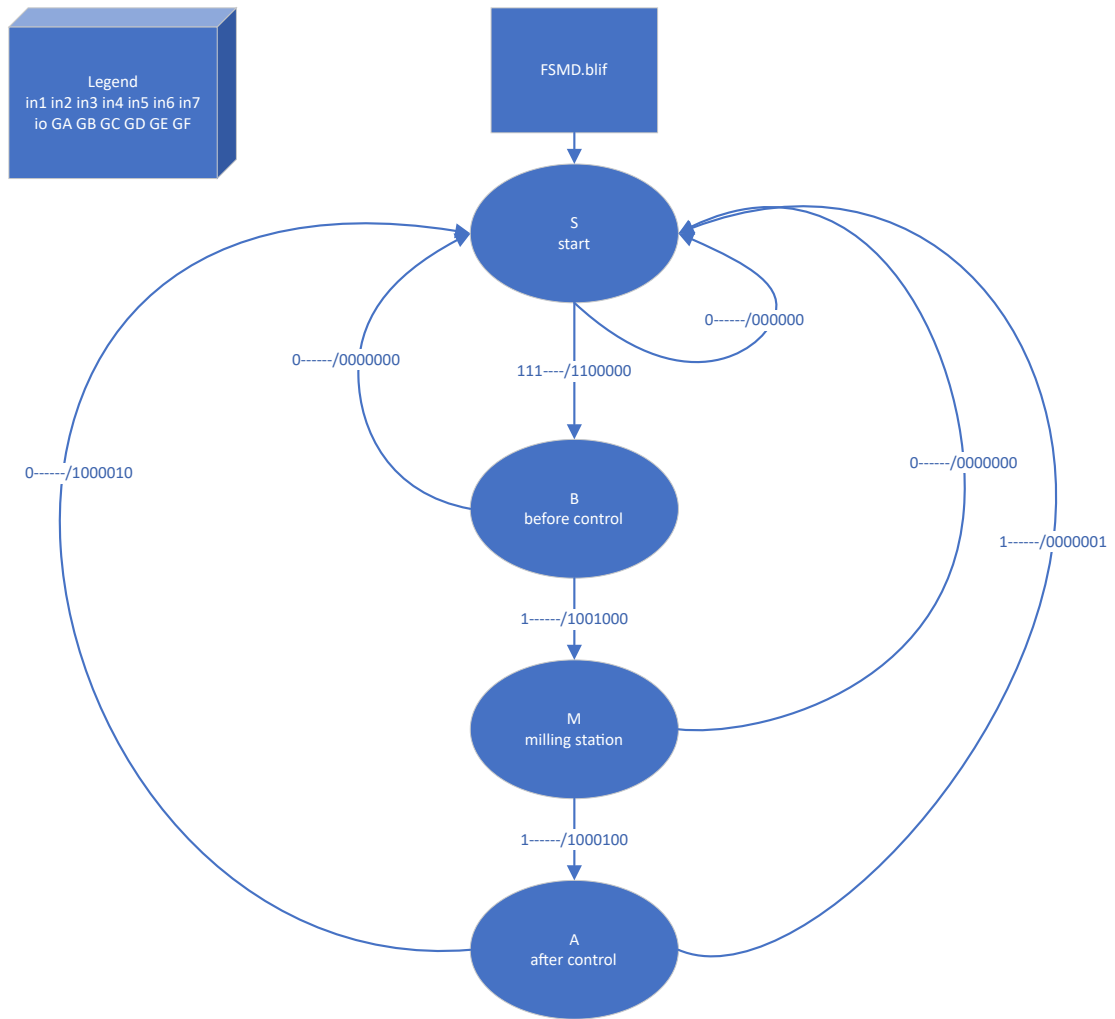 Legend
in1 in2 in3 in4 in5 in6 in7
io GA GB GC GD GE GF
FSMD.blif
S
start
0------/000000
0------/0000000
111----/1100000
0------/0000000
0------/1000010
B
before control
1------/0000001
1------/1001000
M
milling station
1------/1000100
A
after control